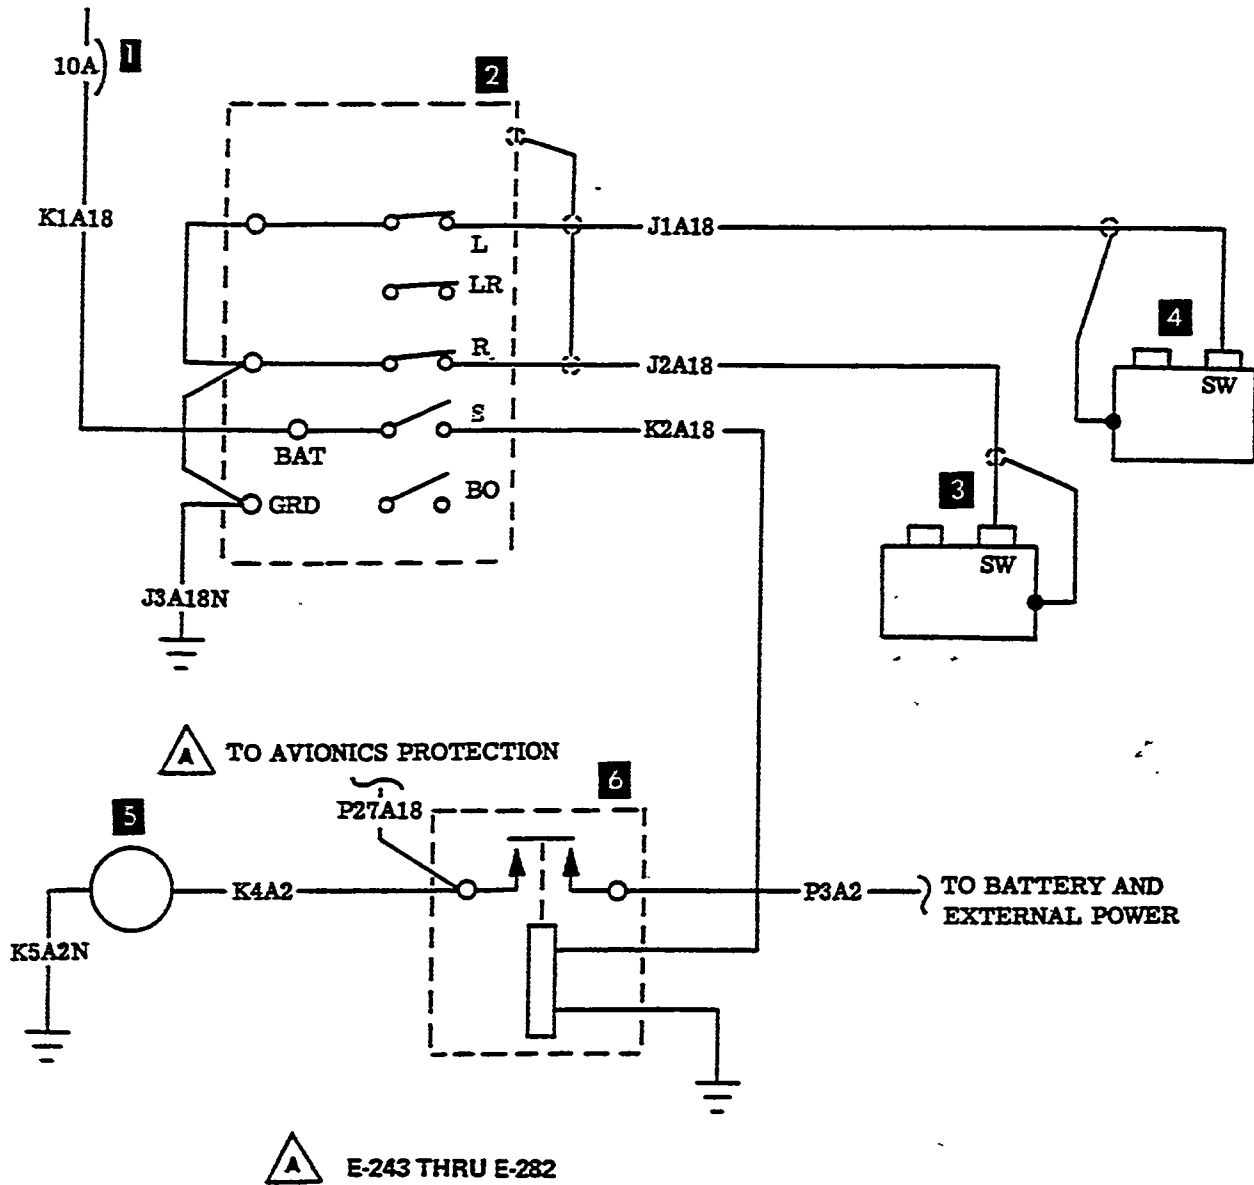 10A
1
2
K1A18
L
J1A18
LR
4
R
J2A18
SW
S
K2A18
BAT
3
BO
GRD
SW
J3A18N
A TO AVIONICS PROTECTION
6
5
P27A18
K4A2
P3A2
TO BATTERY AND
EXTERNAL POWER
K5A2N
A E-243 THRU E-282